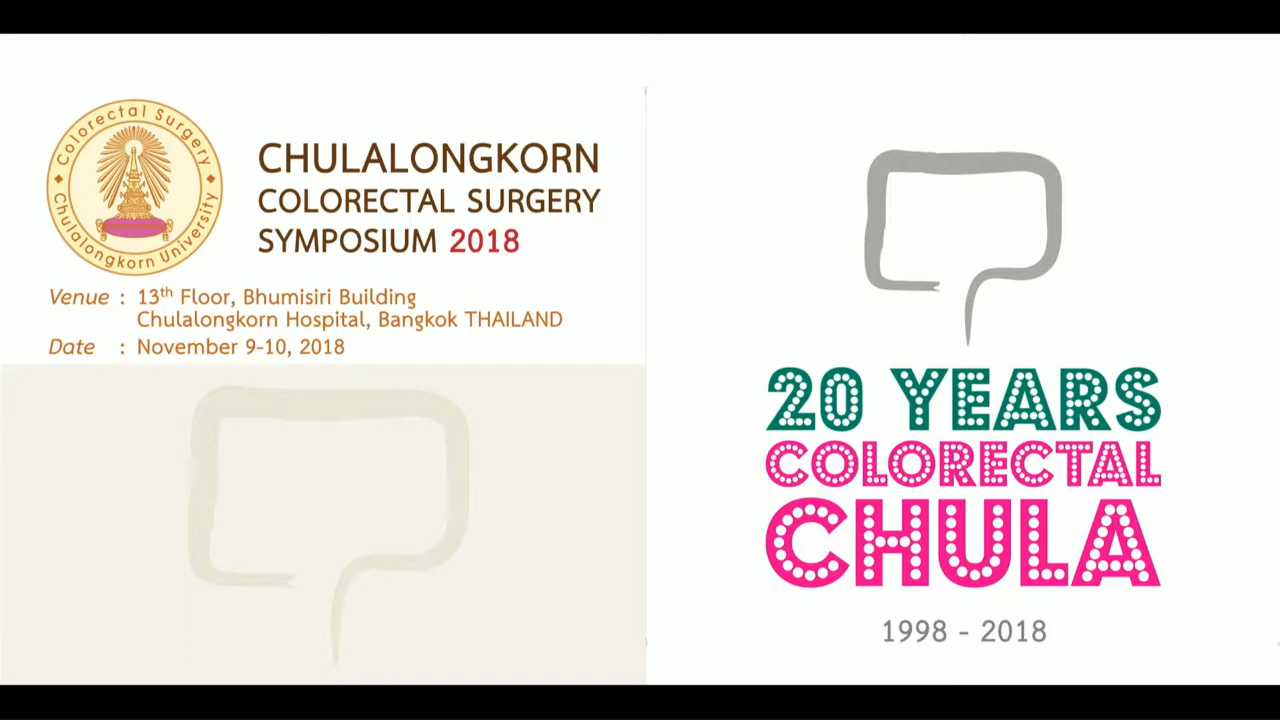 Colorectal Surgery
Chulalongkorn University
CHULALONGKORN
COLORECTAL SURGERY
SYMPOSIUM 2018
Venue : 13th Floor, Bhumisiri Building
Chulalongkorn Hospital, Bangkok THAILAND
Date : November 9-10, 2018
20 YEARS
COLORECTAL
CHULA
1998 - 2018